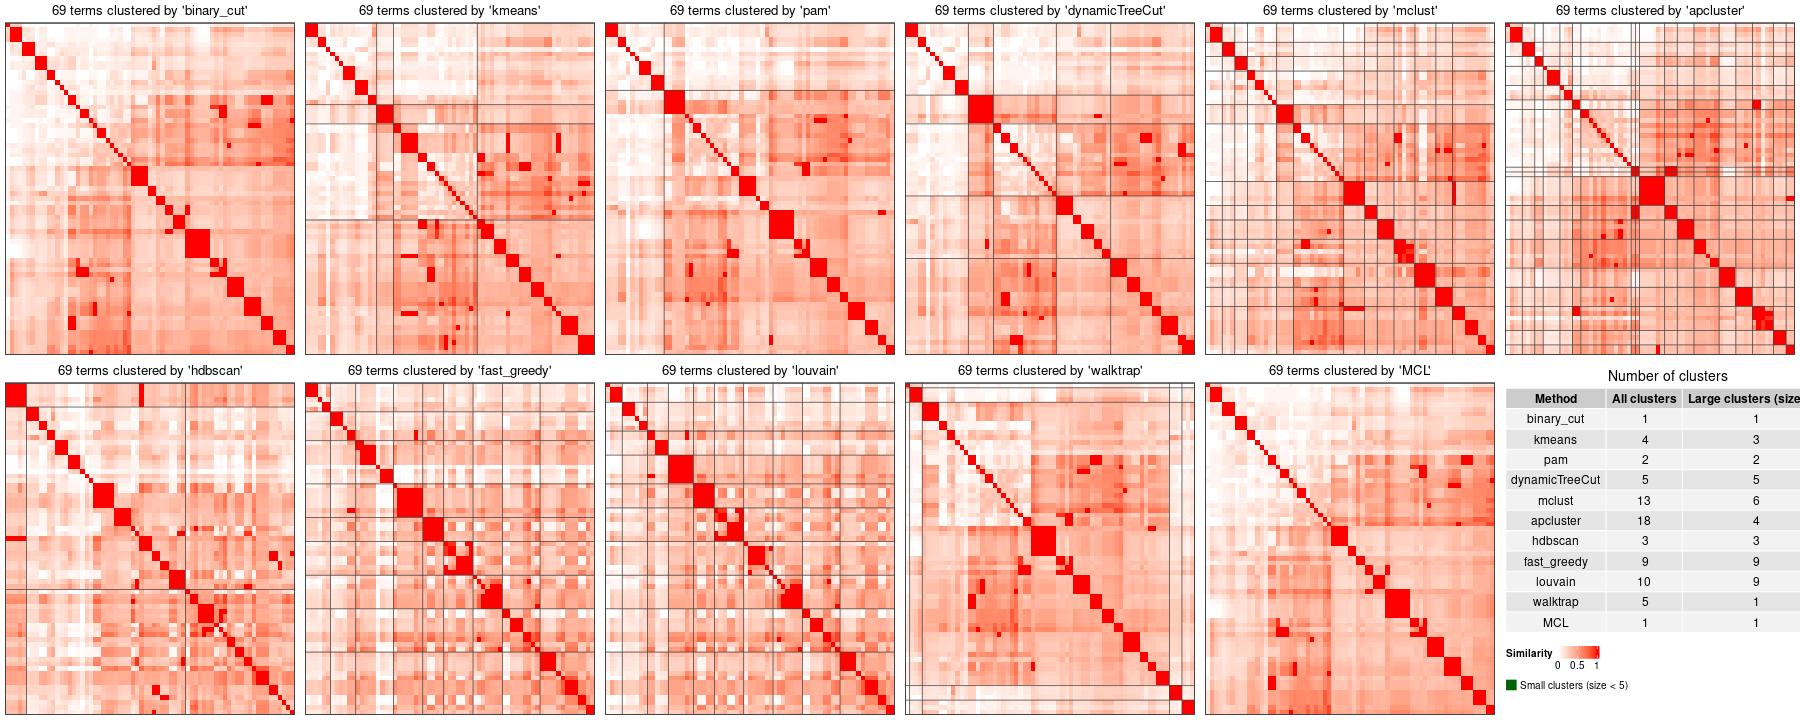 69 terms clustered by 'binary_cut'
69 terms clustered by 'kmeans'
69 terms clustered by 'pam'
69 terms clustered by 'dynamicTreeCut'
69 terms clustered by 'mclust'
69 terms clustered by 'apcluster'
69 terms clustered by 'hdbscan'
69 terms clustered by 'fast_greedy'
69 terms clustered by 'louvain'
69 terms clustered by 'walktrap'
69 terms clustered by 'MCL'
Number of clusters
Method All clusters Large clusters (size
binary_cut 1 1
kmeans 4 3
pam 2 2
dynamicTreeCut 5 5
mclust 13 6
apcluster 18 4
hdbscan 3 3
fast_greedy 9 9
louvain 10 9
walktrap 5 1
MCL 1 1
Similarity
0 0.5 1
Small clusters (size < 5)